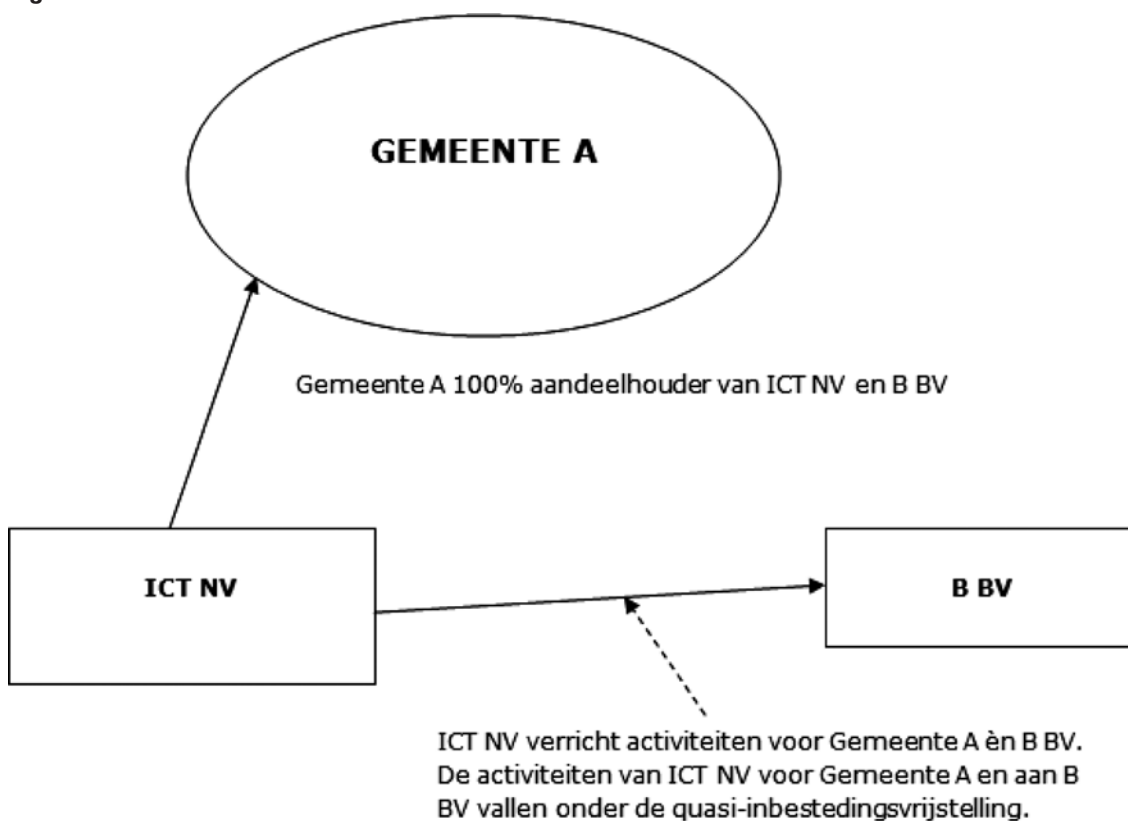 GEMEENTE A
Gemeente A 100% aandeelhouder van ICT NV en B BV
ICT NV
B BV
ICT NV verricht activiteiten voor Gemeente A èn B BV.
De activiteiten van ICT NV voor Gemeente A en aan B
BV vallen onder de quasi-inbestedingsvrijstelling.